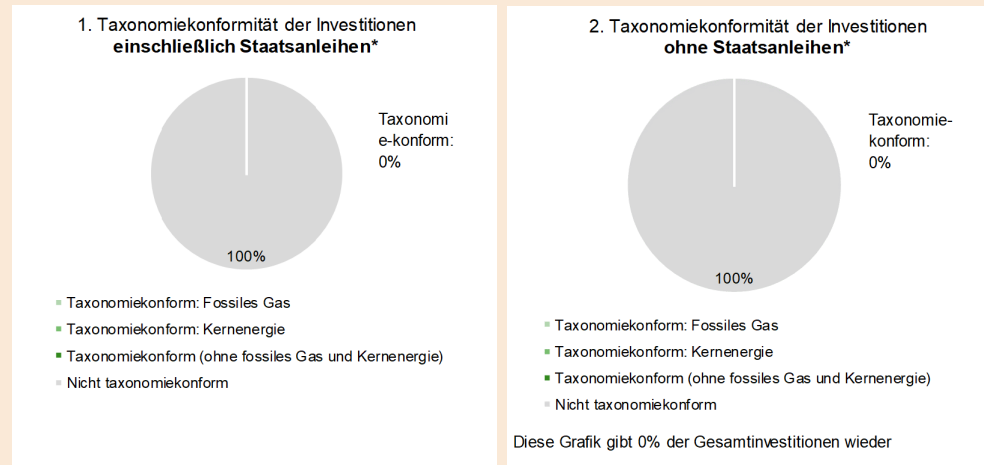 1. Taxonomiekonformität der Investitionen
einschließlich Staatsanleihen*
Taxonomi
e-konform:
0%
100%
Taxonomiekonform: Fossiles Gas
Taxonomiekonform: Kernenergie
Taxonomiekonform (ohne fossiles Gas und Kernenergie)
Nicht taxonomiekonform
2. Taxonomiekonformität der Investitionen
ohne Staatsanleihen*
Taxonomie-
konform:
0%
100%
Taxonomiekonform: Fossiles Gas
Taxonomiekonform: Kernenergie
Taxonomiekonform (ohne fossiles Gas und Kernenergie)
Nicht taxonomiekonform
Diese Grafik gibt 0% der Gesamtinvestitionen wieder